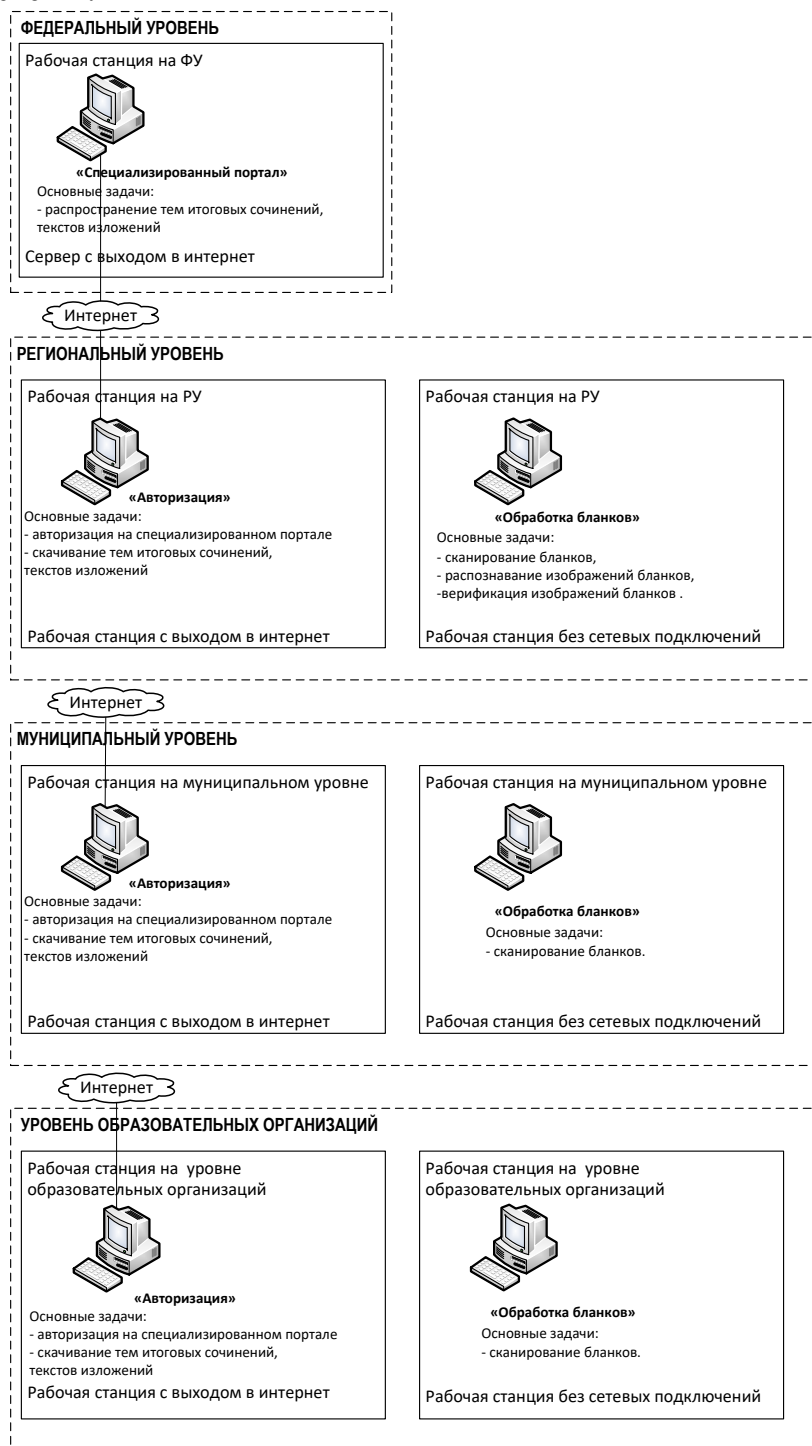 ФЕДЕРАЛЬНЫЙ УРОВЕНЬ
Рабочая станция на ФУ
«Специализированный портал»
Основные задачи:
- распространение тем итоговых сочинений,
текстов изложений
Сервер с выходом в интернет
Интернет
РЕГИОНАЛЬНЫЙ УРОВЕНЬ
Рабочая станция на РУ
«Авторизация»
Основные задачи:
- авторизация на специализированном портале
- скачивание тем итоговых сочинений,
текстов изложений
Рабочая станция с выходом в интернет
Рабочая станция на РУ
«Обработка бланков»
Основные задачи:
- сканирование бланков,
- распознавание изображений бланков,
-верификация изображений бланков .
Рабочая станция без сетевых подключений
Интернет
МУНИЦИПАЛЬНЫЙ УРОВЕНЬ
Рабочая станция на муниципальном уровне
«Авторизация»
Основные задачи:
- авторизация на специализированном портале
- скачивание тем итоговых сочинений,
текстов изложений
Рабочая станция с выходом в интернет
Рабочая станция на муниципальном уровне
«Обработка бланков»
Основные задачи:
- сканирование бланков.
Рабочая станция без сетевых подключений
Интернет
УРОВЕНЬ ОБРАЗОВАТЕЛЬНЫХ ОРГАНИЗАЦИЙ
Рабочая станция на уровне
образовательных организаций
«Авторизация»
Основные задачи:
- авторизация на специализированном портале
- скачивание тем итоговых сочинений,
текстов изложений
Рабочая станция с выходом в интернет
Рабочая станция на уровне
образовательных организаций
«Обработка бланков»
Основные задачи:
- сканирование бланков.
Рабочая станция без сетевых подключений